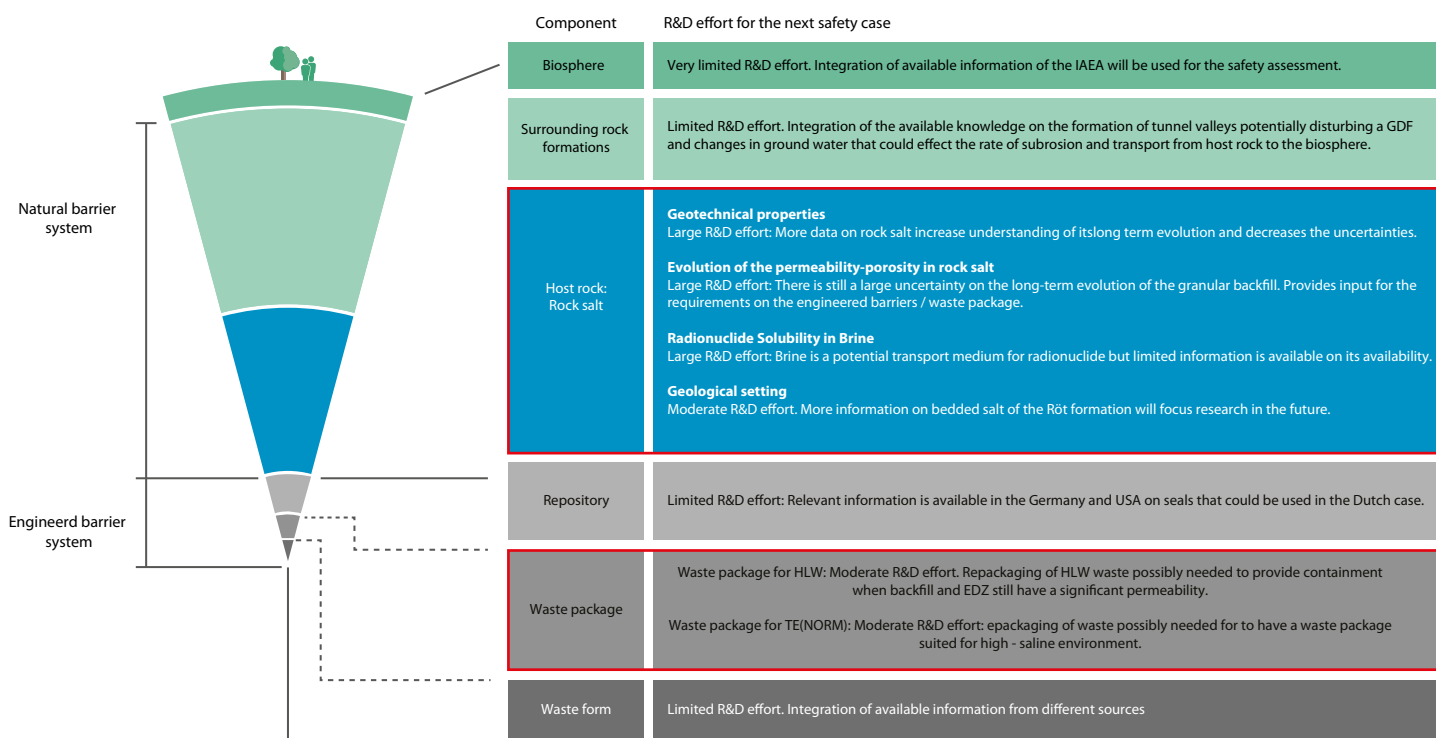 Component
R&D effort for the next safety case
Biosphere
Very limited R&D effort. Integration of available information of the IAEA will be used for the safety assessment.
Surrounding rock
formations
Limited R&D effort. Integration of the available knowledge on the formation of tunnel valleys potentially disturbing a GDF
and changes in ground water that could effect the rate of subrosion and transport from host rock to the biosphere.
Natural barrier
system
Host rock:
Rock salt
Geotechnical properties
Large R&D effort: More data on rock salt increase understanding of itslong term evolution and decreases the uncertainties.
Evolution of the permeability-porosity in rock salt
Large R&D effort: There is still a large uncertainty on the long-term evolution of the granular backfill. Provides input for the
requirements on the engineered barriers / waste package.
Radionuclide Solubility in Brine
Large R&D effort: Brine is a potential transport medium for radionuclide but limited information is available on its availability.
Geological setting
Moderate R&D effort. More information on bedded salt of the Röt formation will focus research in the future.
Engineerd barrier
system
Repository
Limited R&D effort: Relevant information is available in the Germany and USA on seals that could be used in the Dutch case.
Waste package
Waste package for HLW: Moderate R&D effort. Repackaging of HLW waste possibly needed to provide containment
when backfill and EDZ still have a significant permeability.
Waste package for TE(NORM): Moderate R&D effort: epackaging of waste possibly needed for to have a waste package
suited for high - saline environment.
Waste form
Limited R&D effort. Integration of available information from different sources